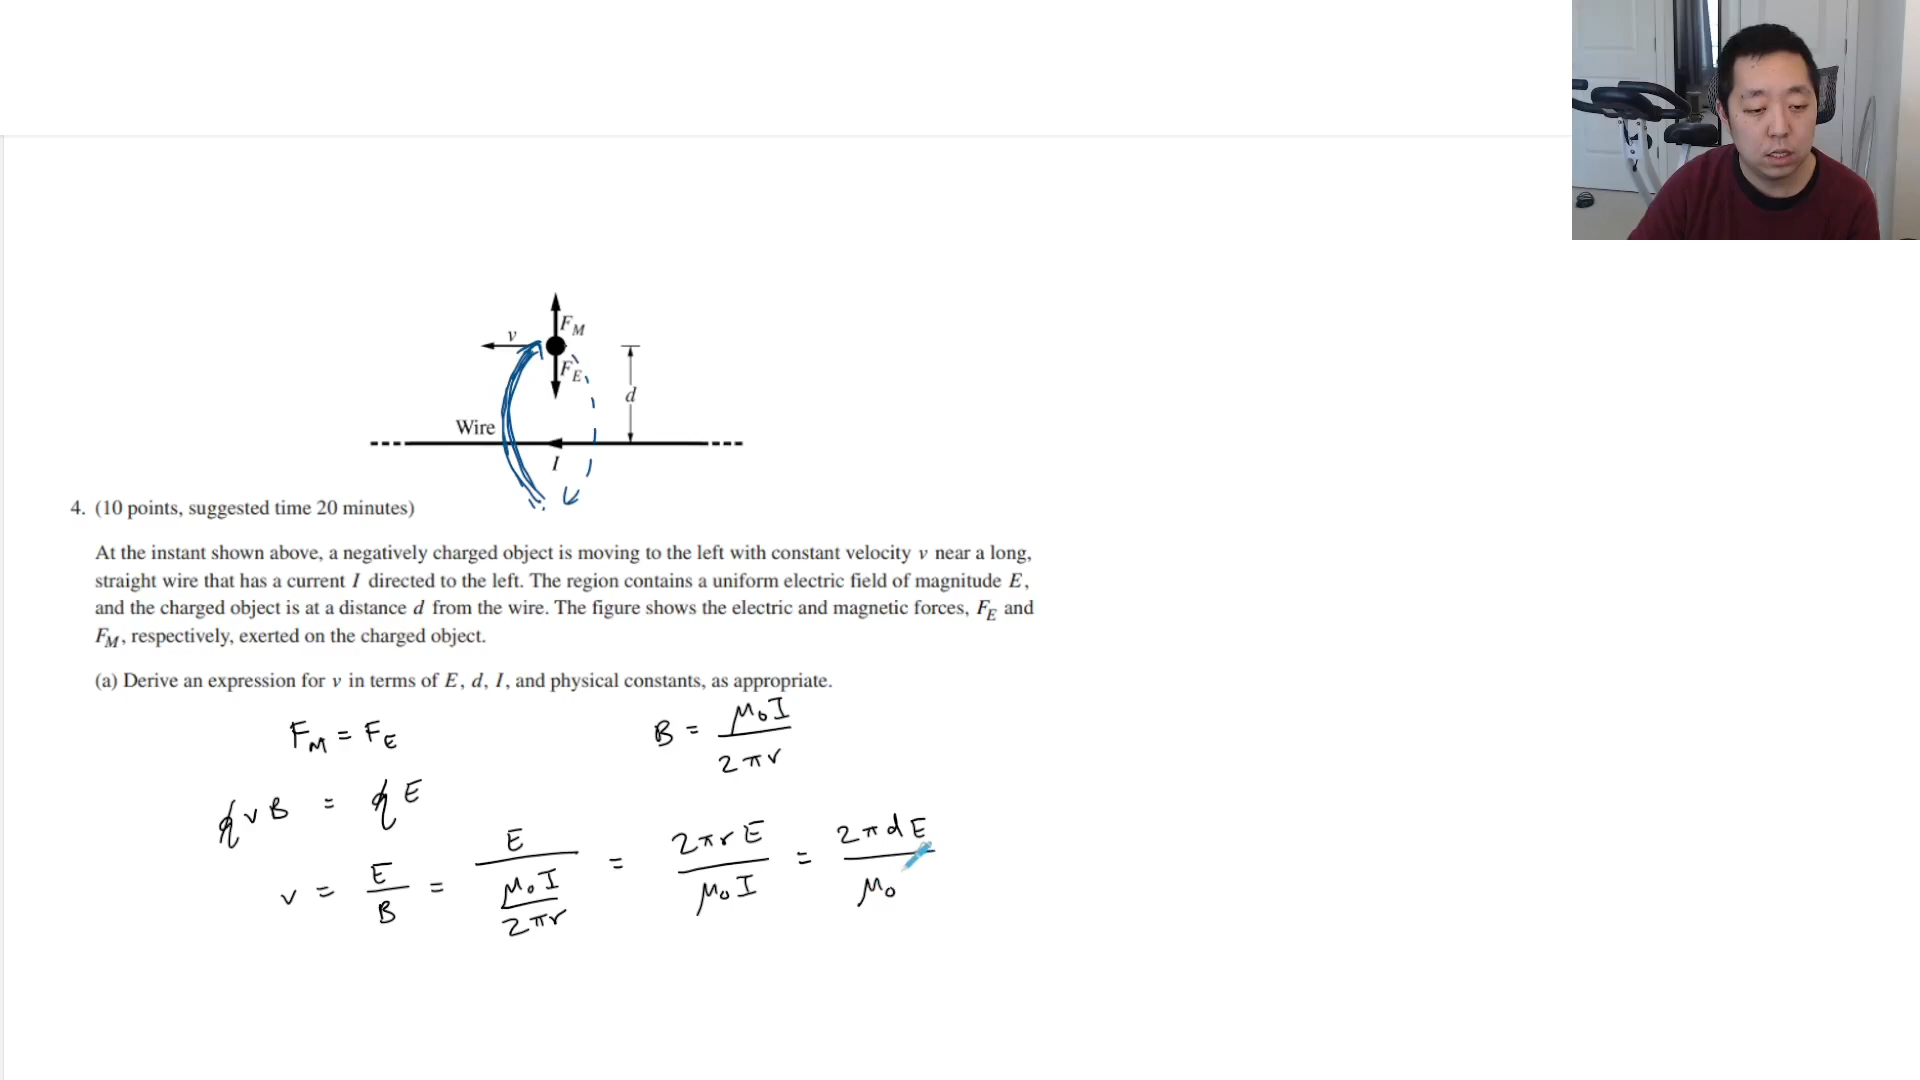 F_M
v
F_E
d
Wire
I
4. (10 points, suggested time 20 minutes)
At the instant shown above, a negatively charged object is moving to the left with constant velocity v near a long,
straight wire that has a current I directed to the left. The region contains a uniform electric field of magnitude E,
and the charged object is at a distance d from the wire. The figure shows the electric and magnetic forces, F_E and
F_M, respectively, exerted on the charged object.
(a) Derive an expression for v in terms of E, d, I, and physical constants, as appropriate.
F_M = F_E
B = μ₀I / 2πr
qvB = qE
v = E/B = E / (μ₀I / 2πr) = 2πrE / μ₀I = 2πdE / μ₀